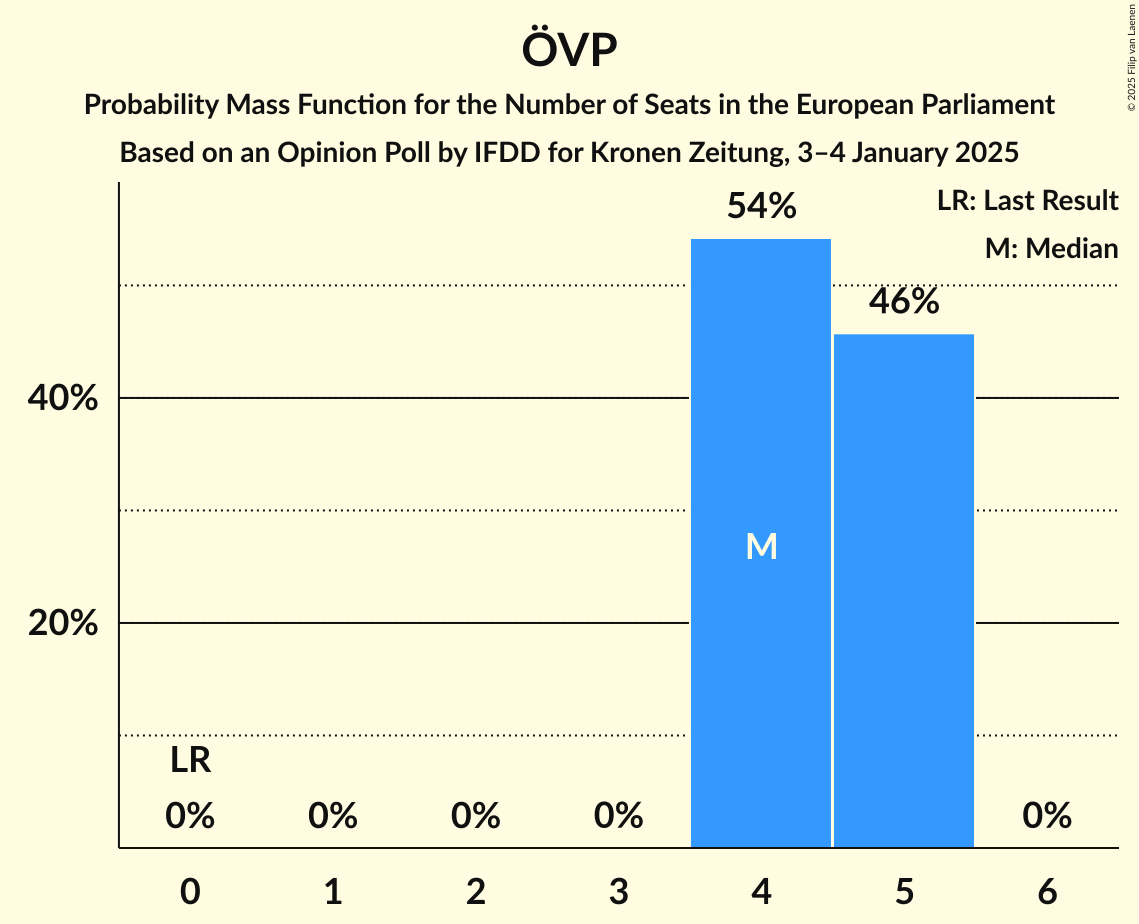 ÖVP
Probability Mass Function for the Number of Seats in the European Parliament
Based on an Opinion Poll by IFDD for Kronen Zeitung, 3–4 January 2025
© 2025 Filip van Laenen
LR: Last Result
M: Median
54%
46%
40%
20%
M
LR
0%
0%
0%
0%
0%
0
1
2
3
4
5
6